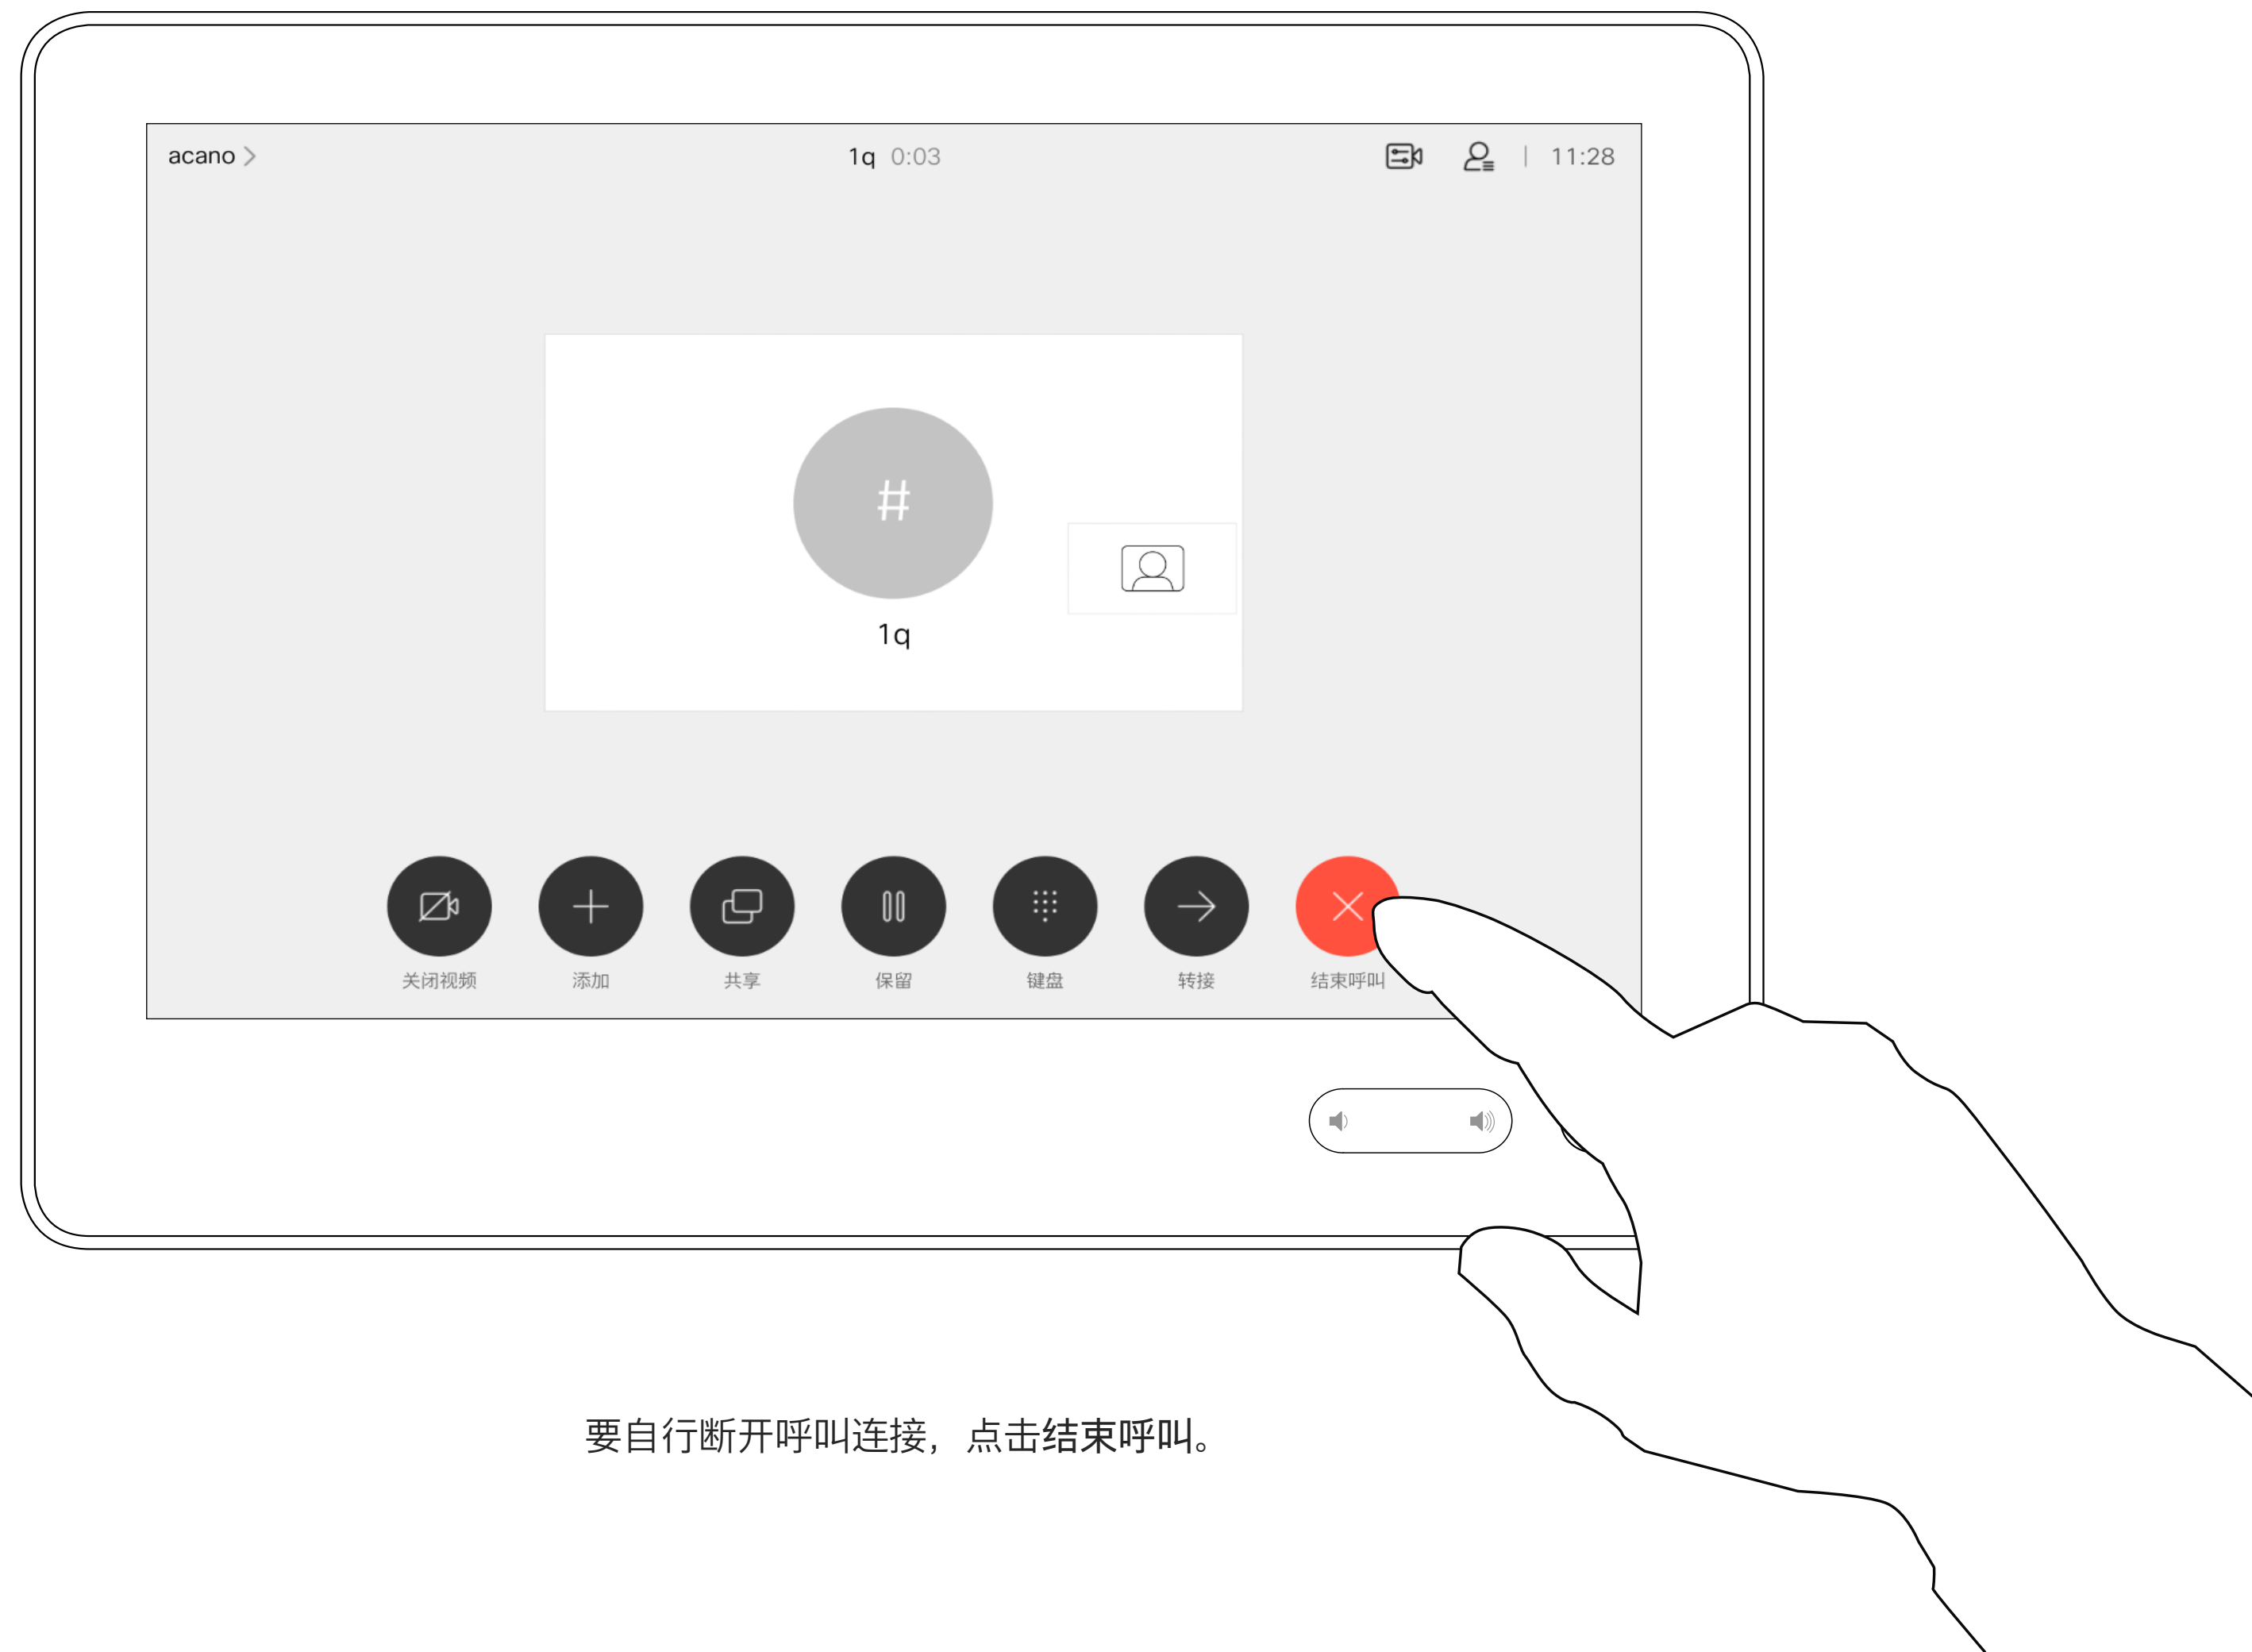 acano
1q 0:03
11:28
#
1q
关闭视频
添加
共享
保留
键盘
转接
结束呼叫
要自行断开呼叫连接，点击结束呼叫。